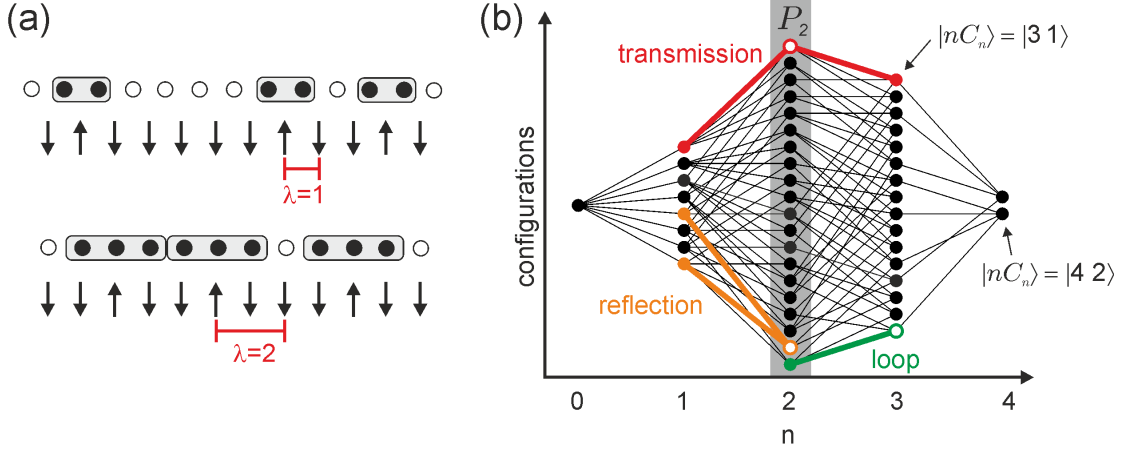 (a)
λ=1
λ=2
(b)
P₂
|nCₙ⟩ = |3 1⟩
transmission
configurations
reflection
|nCₙ⟩ = |4 2⟩
loop
0 1 2 3 4
n